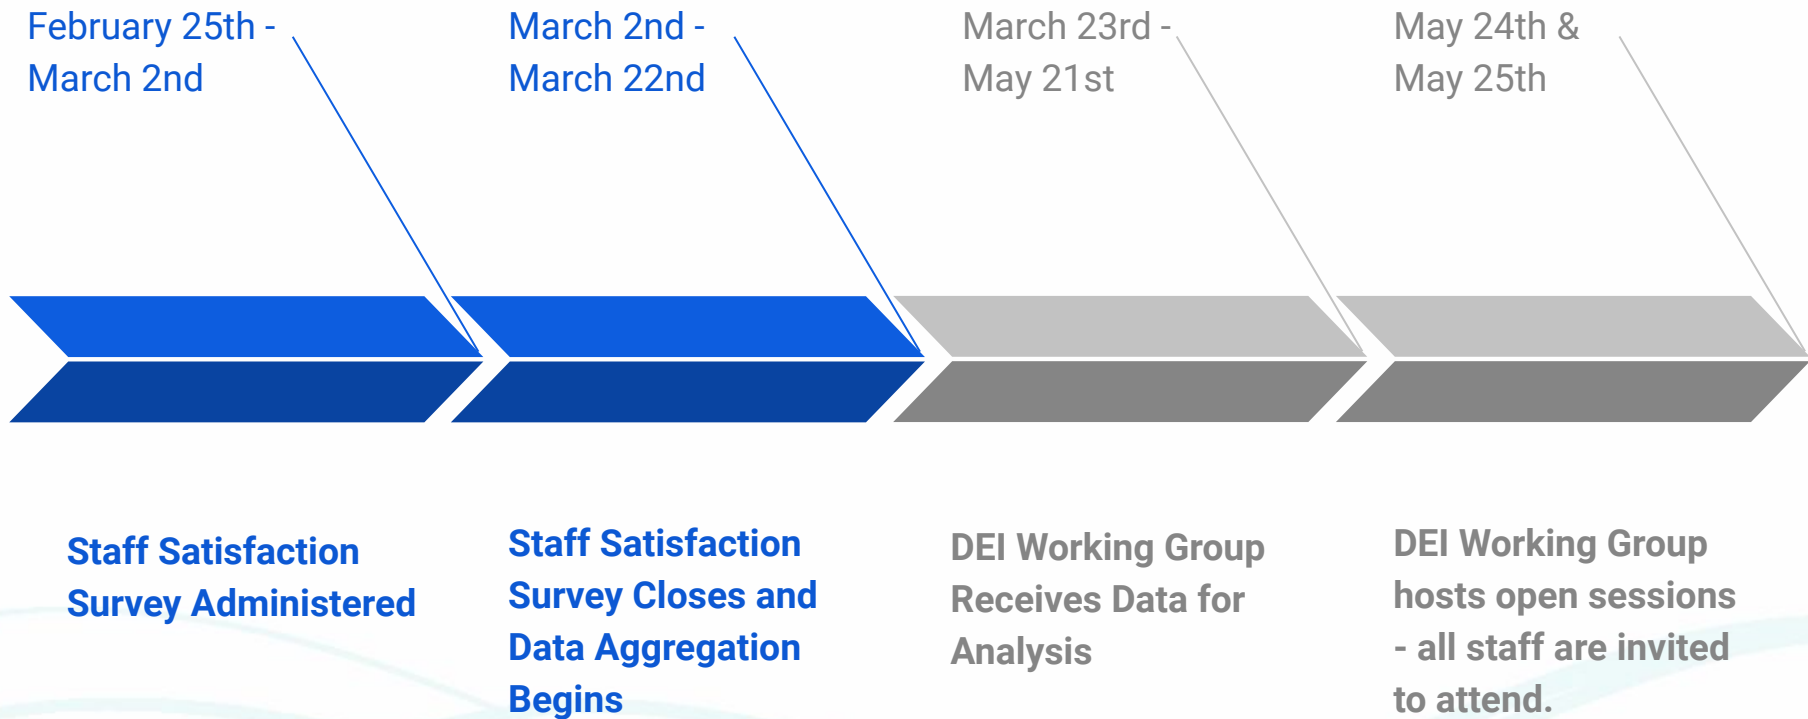 February 25th -
March 2nd
March 2nd -
March 22nd
March 23rd -
May 21st
May 24th &
May 25th
Staff Satisfaction
Survey Administered
Staff Satisfaction
Survey Closes and
Data Aggregation
Begins
DEI Working Group
Receives Data for
Analysis
DEI Working Group
hosts open sessions
- all staff are invited
to attend.